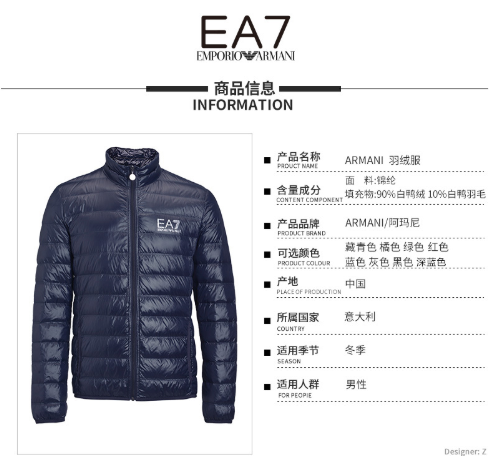 EA7
EMPORIO ARMANI
商品信息
INFORMATION
EA7
产品名称 ARMANI 羽绒服
PROUCT NAME
含量成分 面 料:锦纶
CONTENT COMPONENT 填充物:90%白鸭绒 10%白鸭羽毛
产品品牌 ARMANI/阿玛尼
PRODUCT BRAND
可选颜色 藏青色 橘色 绿色 红色
PRODUCT COLOUR 蓝色 灰色 黑色 深蓝色
产地 中国
PLACE OF PRODUCTION
所属国家 意大利
COUNTRY
适用季节 冬季
SEASON
适用人群 男性
FOR PEOPIE
Designer: Z